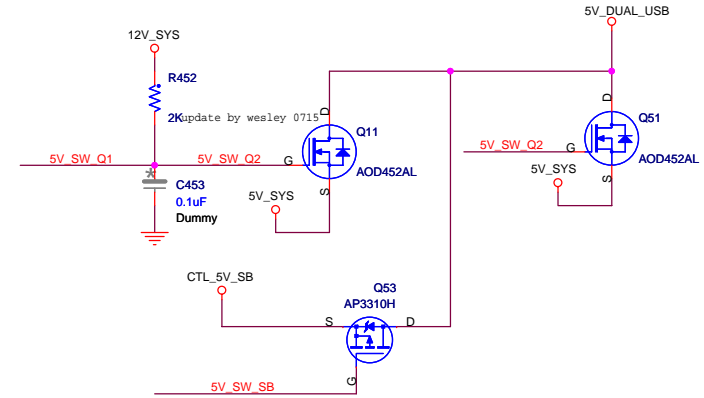 5V_DUAL_USB
12V_SYS
R452
2Kupdate by wesley 0715
D
Q11
D
Q51
5V_SW_Q1
5V_SW_Q2
G
AOD452AL
S
5V_SW_Q2
G
AOD452AL
S
C453
0.1uF
Dummy
5V_SYS
5V_SYS
CTL_5V_SB
Q53
AP3310H
S
D
G
5V_SW_SB